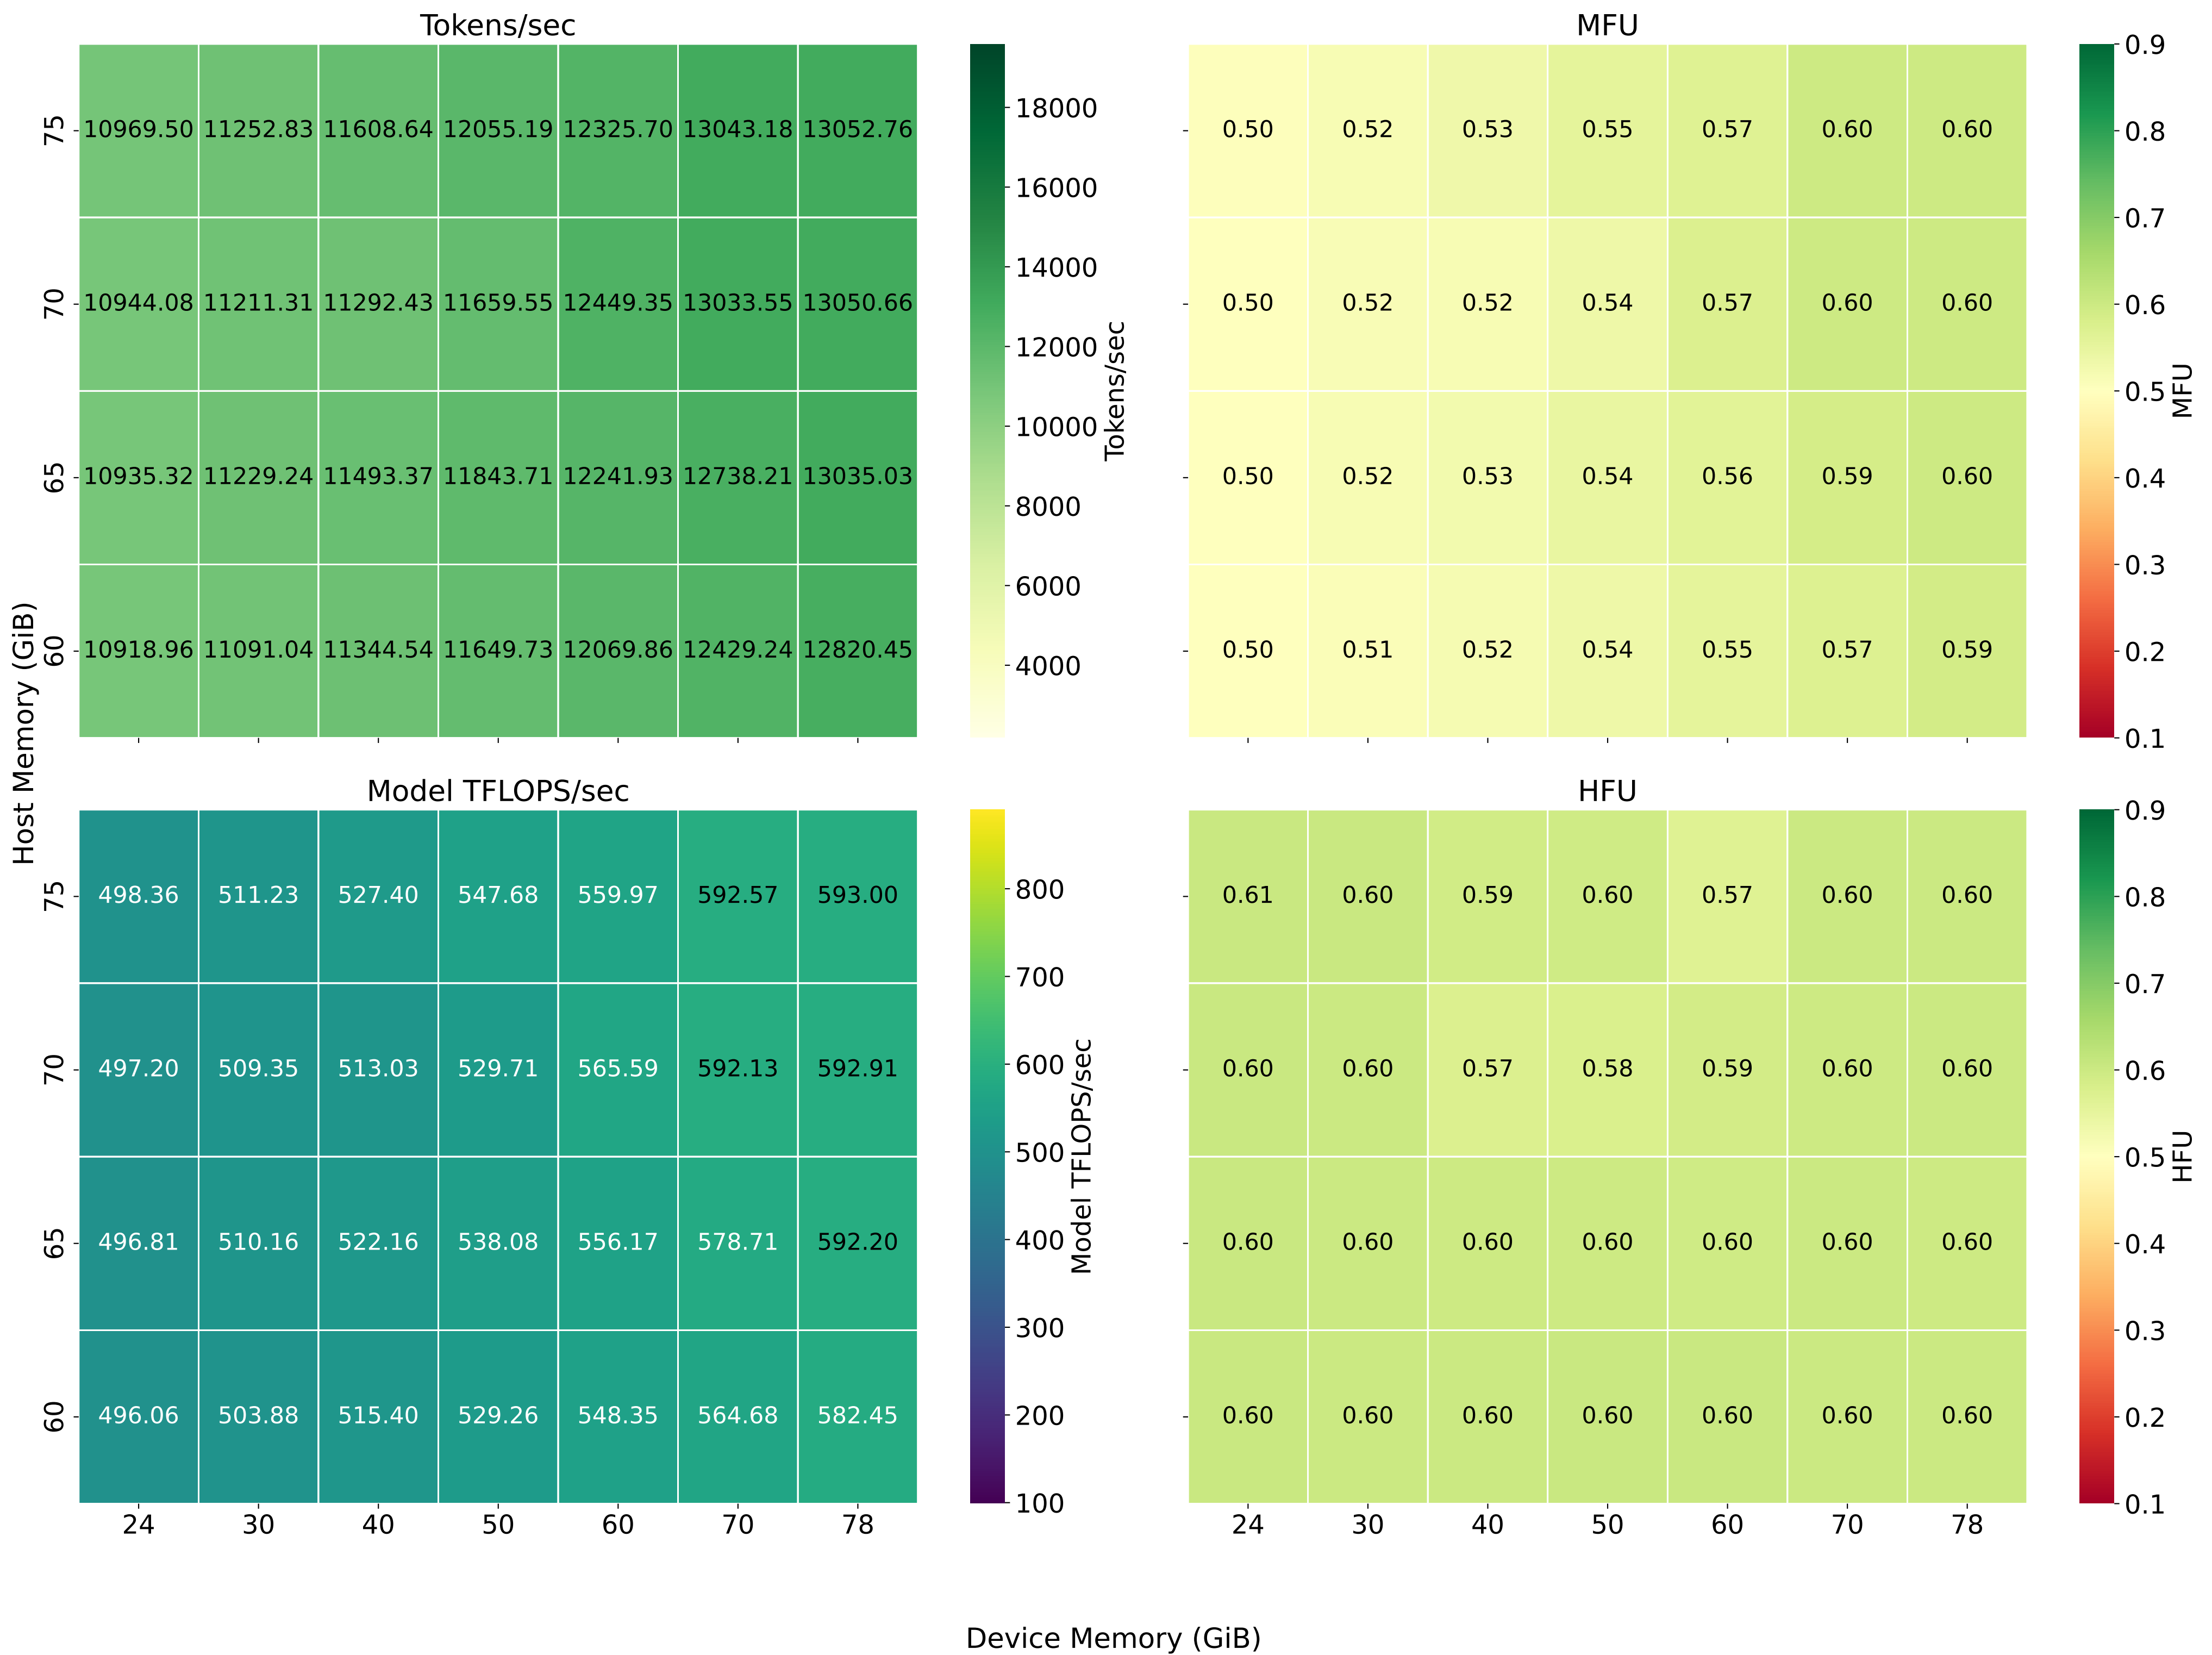 Tokens/sec
75
10969.50 11252.83 11608.64 12055.19 12325.70 13043.18 13052.76
70
10944.08 11211.31 11292.43 11659.55 12449.35 13033.55 13050.66
65
10935.32 11229.24 11493.37 11843.71 12241.93 12738.21 13035.03
60
10918.96 11091.04 11344.54 11649.73 12069.86 12429.24 12820.45
18000
16000
14000
12000
10000
8000
6000
4000
Tokens/sec
MFU
0.50 0.52 0.53 0.55 0.57 0.60 0.60
0.50 0.52 0.52 0.54 0.57 0.60 0.60
0.50 0.52 0.53 0.54 0.56 0.59 0.60
0.50 0.51 0.52 0.54 0.55 0.57 0.59
0.9
0.8
0.7
0.6
0.5
0.4
0.3
0.2
0.1
MFU
Host Memory (GiB)
Model TFLOPS/sec
75
498.36 511.23 527.40 547.68 559.97 592.57 593.00
70
497.20 509.35 513.03 529.71 565.59 592.13 592.91
65
496.81 510.16 522.16 538.08 556.17 578.71 592.20
60
496.06 503.88 515.40 529.26 548.35 564.68 582.45
24 30 40 50 60 70 78
800
700
600
500
400
300
200
100
Model TFLOPS/sec
HFU
0.61 0.60 0.59 0.60 0.57 0.60 0.60
0.60 0.60 0.57 0.58 0.59 0.60 0.60
0.60 0.60 0.60 0.60 0.60 0.60 0.60
0.60 0.60 0.60 0.60 0.60 0.60 0.60
24 30 40 50 60 70 78
0.9
0.8
0.7
0.6
0.5
0.4
0.3
0.2
0.1
HFU
Device Memory (GiB)